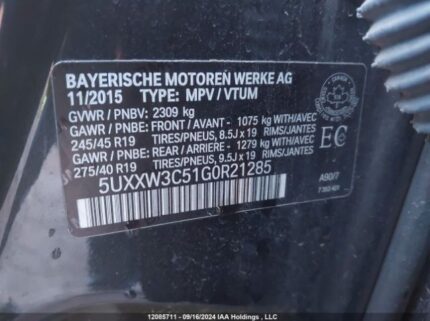 BAYERISCHE MOTOREN WERKE AG
11/2015 TYPE: MPV / VTUM
GVWR / PNBV: 2309 kg
GAWR / PNBE: FRONT / AVANT - 1075 kg WITH/AVEC
245/45 R19 TIRES/PNEUS, 8.5J x 19 RIMS/JANTES
GAWR / PNBE: REAR / ARRIERE - 1279 kg WITH/AVEC
275/40 R19 TIRES/PNEUS, 9.5J x 19 RIMS/JANTES
EC
5UXXW3C51G0R21285
A90/7
12085711 - 09/16/2024 IAA Holdings, LLC